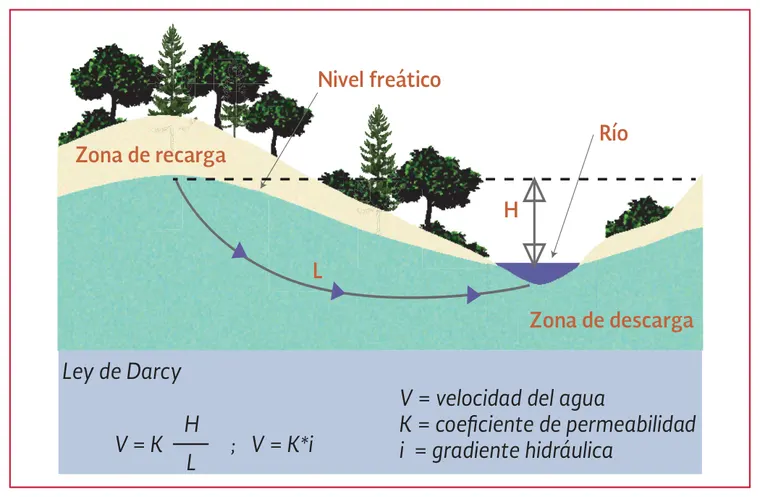 Nivel freático
Río
Zona de recarga
H
L
Zona de descarga
Ley de Darcy
V = K H / L ; V = K*i
V = velocidad del agua
K = coeficiente de permeabilidad
i = gradiente hidráulica